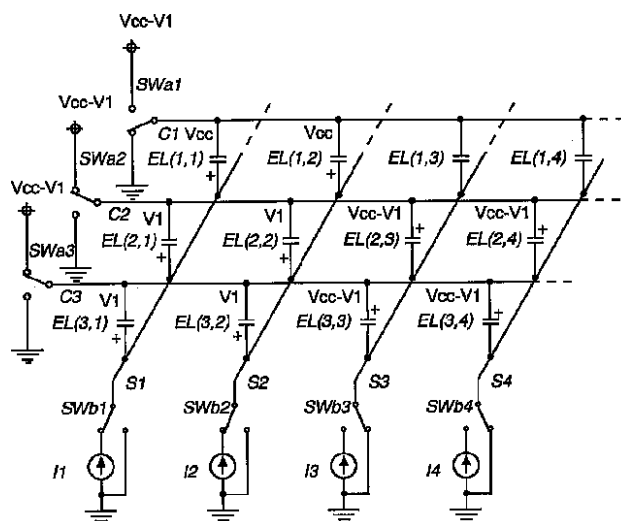 Vcc-V1
SWa1
Vcc-V1
C1 Vcc Vcc
SWa2 EL(1,1) EL(1,2) EL(1,3) EL(1,4)
+ +
Vcc-V1
C2 V1 V1 Vcc-V1 Vcc-V1
+ +
SWa3 EL(2,1) EL(2,2) EL(2,3) EL(2,4)
+ +
C3 V1 V1 Vcc-V1 Vcc-V1
+ +
EL(3,1) EL(3,2) EL(3,3) EL(3,4)
+ +
S1 S2 S3 S4
SWb1 SWb2 SWb3 SWb4
I1 I2 I3 I4